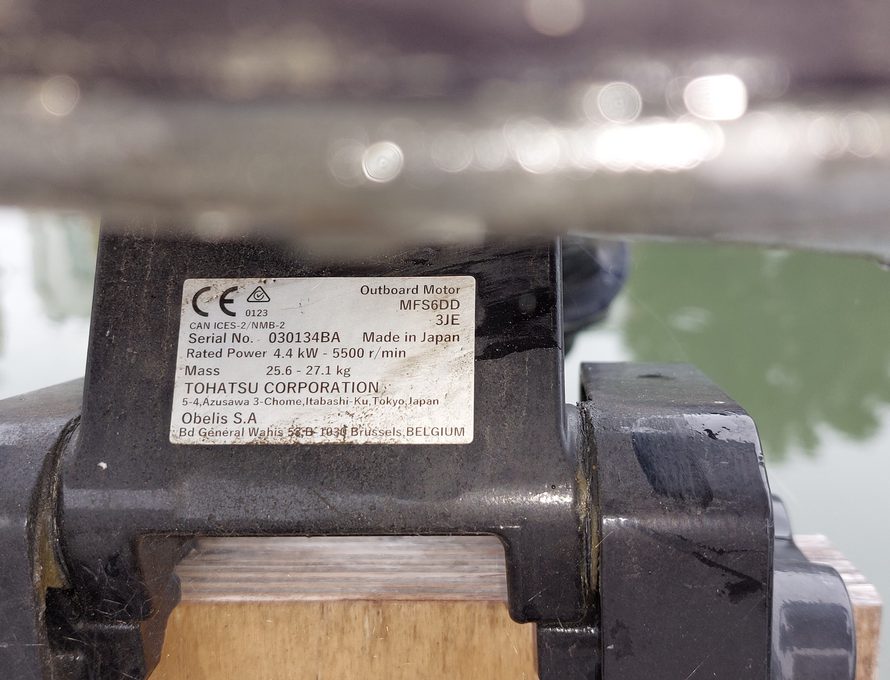 CE Outboard Motor
0123 MFS6DD
3JE
CAN ICES-2/NMB-2
Serial No. 030134BA Made in Japan
Rated Power 4.4 kW - 5500 r/min
Mass 25.6 - 27.1 kg
TOHATSU CORPORATION
5-4,Azusawa 3-Chome,Itabashi-Ku,Tokyo,Japan
Obelis S.A
Bd Général Wahis 53,B-1030 Brussels,BELGIUM